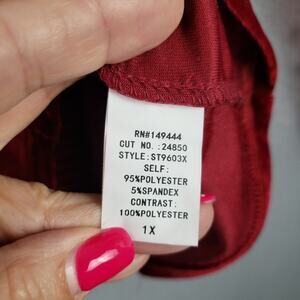 RN#149444
CUT NO. :24850
STYLE:ST9603X
SELF:
95%POLYESTER
5%SPANDEX
CONTRAST:
100%POLYESTER
1X